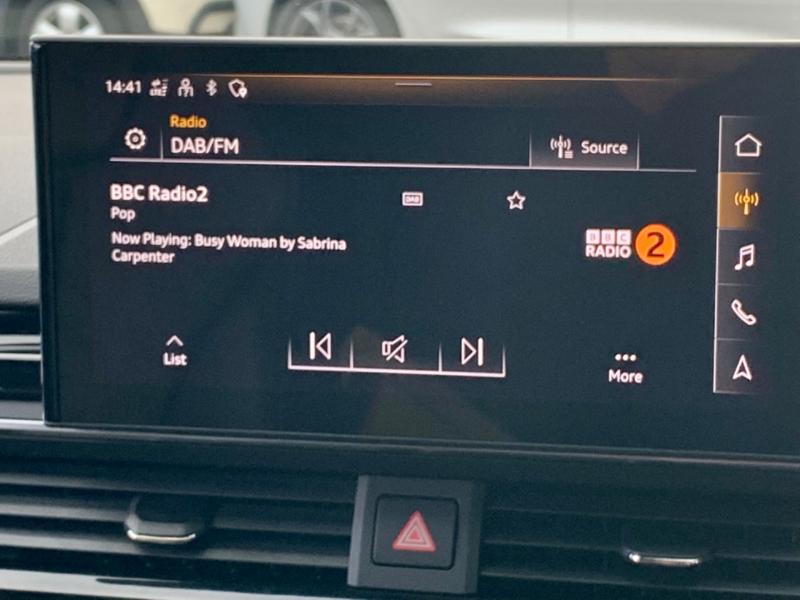 14:41
Radio
DAB/FM
Source
BBC Radio2
DAB
Pop
Now Playing: Busy Woman by Sabrina
Carpenter
BBC
RADIO 2
List
More